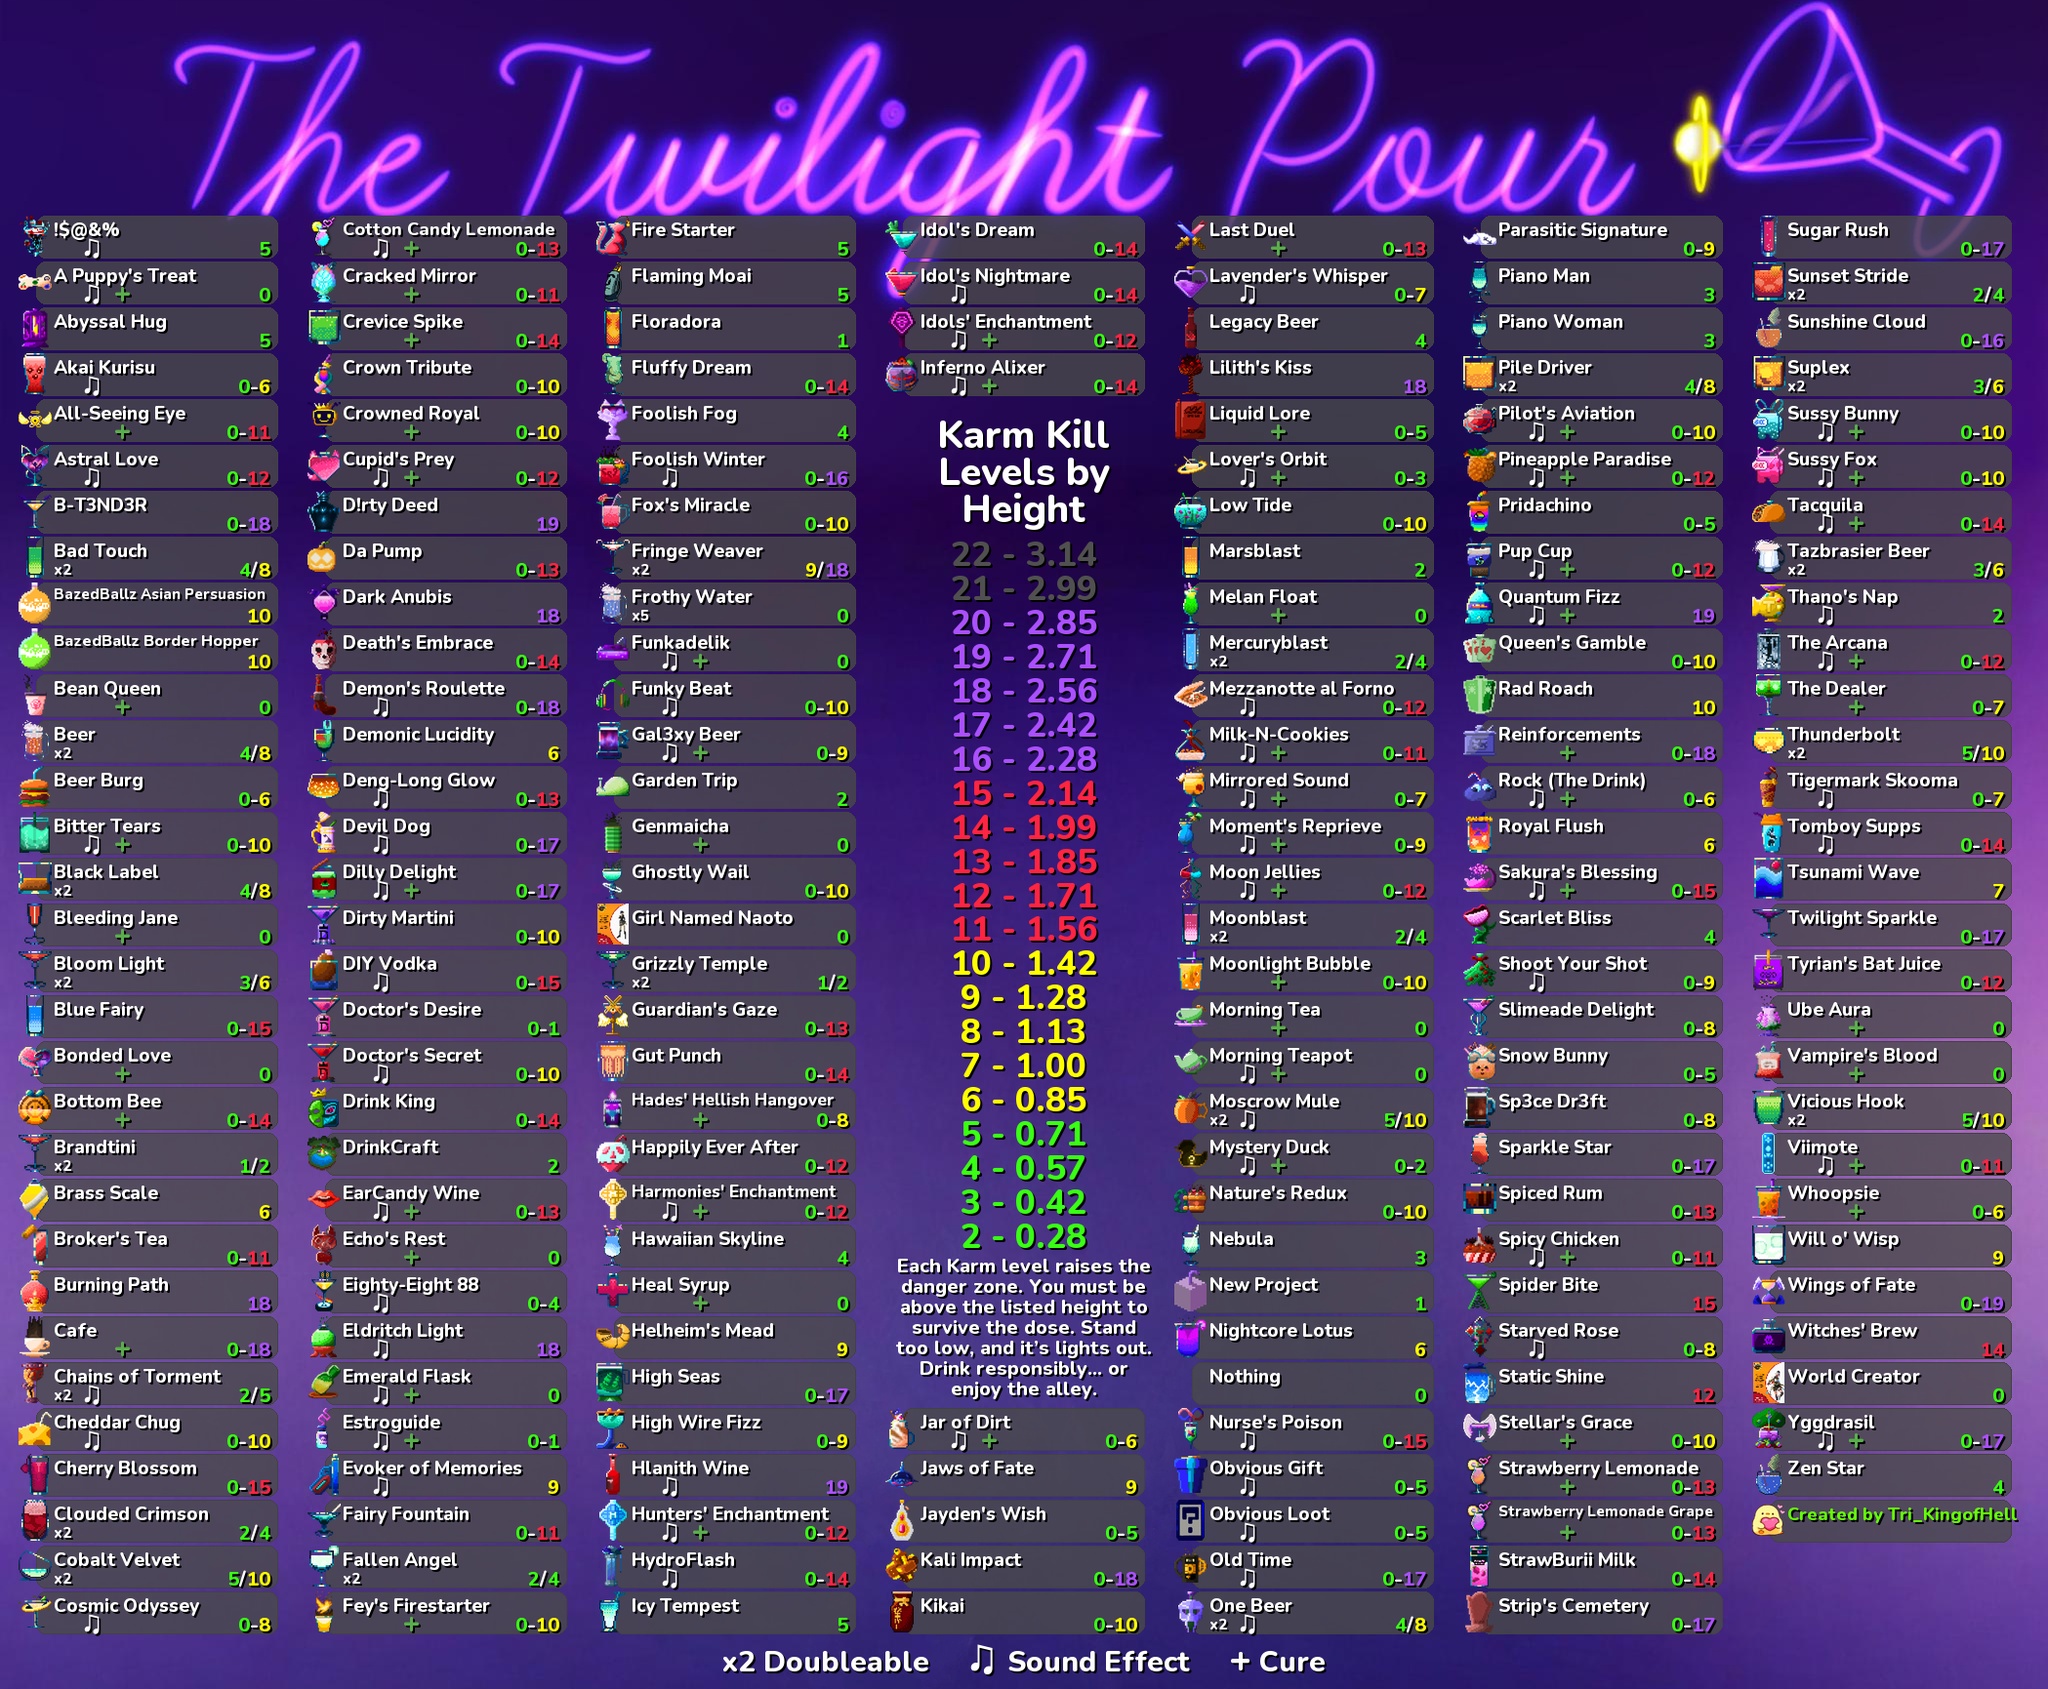 The Twilight Pour
!$@&%
♫ 5
A Puppy's Treat
♫ + 0
Abyssal Hug
5
Akai Kurisu
♫ 0-6
All-Seeing Eye
+ 0-11
Astral Love
♫ 0-12
B-T3ND3R
0-18
Bad Touch
x2 4/8
BazedBallz Asian Persuasion
10
BazedBallz Border Hopper
10
Bean Queen
+ 0
Beer
x2 4/8
Beer Burg
0-6
Bitter Tears
♫ + 0-10
Black Label
x2 4/8
Bleeding Jane
+ 0
Bloom Light
x2 3/6
Blue Fairy
0-15
Bonded Love
+ 0
Bottom Bee
+ 0-14
Brandtini
x2 1/2
Brass Scale
6
Broker's Tea
0-11
Burning Path
18
Cafe
+ 0-18
Chains of Torment
x2 ♫ 2/5
Cheddar Chug
♫ 0-10
Cherry Blossom
0-15
Clouded Crimson
x2 2/4
Cobalt Velvet
x2 5/10
Cosmic Odyssey
♫ 0-8
Cotton Candy Lemonade
♫ + 0-13
Cracked Mirror
+ 0-11
Crevice Spike
+ 0-14
Crown Tribute
0-10
Crowned Royal
+ 0-10
Cupid's Prey
♫ + 0-12
D!rty Deed
19
Da Pump
0-13
Dark Anubis
18
Death's Embrace
0-14
Demon's Roulette
♫ 0-18
Demonic Lucidity
6
Deng-Long Glow
♫ 0-13
Devil Dog
♫ 0-17
Dilly Delight
♫ + 0-17
Dirty Martini
0-10
DIY Vodka
♫ 0-15
Doctor's Desire
0-1
Doctor's Secret
♫ 0-10
Drink King
0-14
DrinkCraft
2
EarCandy Wine
♫ + 0-13
Echo's Rest
+ 0
Eighty-Eight 88
♫ 0-4
Eldritch Light
♫ 18
Emerald Flask
♫ + 0
Estroguide
♫ + 0-1
Evoker of Memories
♫ 9
Fairy Fountain
0-11
Fallen Angel
x2 2/4
Fey's Firestarter
+ 0-10
Fire Starter
5
Flaming Moai
5
Floradora
1
Fluffy Dream
0-14
Foolish Fog
4
Foolish Winter
♫ 0-16
Fox's Miracle
0-10
Fringe Weaver
x2 9/18
Frothy Water
x5 0
Funkadelik
♫ + 0
Funky Beat
♫ 0-10
Gal3xy Beer
♫ + 0-9
Garden Trip
2
Genmaicha
+ 0
Ghostly Wail
0-10
Girl Named Naoto
0
Grizzly Temple
x2 1/2
Guardian's Gaze
0-13
Gut Punch
0-14
Hades' Hellish Hangover
+ 0-8
Happily Ever After
0-12
Harmonies' Enchantment
♫ + 0-12
Hawaiian Skyline
4
Heal Syrup
+ 0
Helheim's Mead
9
High Seas
0-17
High Wire Fizz
0-9
Hlanith Wine
19
Hunters' Enchantment
♫ + 0-12
HydroFlash
♫ 0-14
Icy Tempest
5
Idol's Dream
0-14
Idol's Nightmare
♫ 0-14
Idols' Enchantment
♫ + 0-12
Inferno Alixer
♫ + 0-14
Karm Kill
Levels by
Height
22 - 3.14
21 - 2.99
20 - 2.85
19 - 2.71
18 - 2.56
17 - 2.42
16 - 2.28
15 - 2.14
14 - 1.99
13 - 1.85
12 - 1.71
11 - 1.56
10 - 1.42
9 - 1.28
8 - 1.13
7 - 1.00
6 - 0.85
5 - 0.71
4 - 0.57
3 - 0.42
2 - 0.28
Each Karm level raises the
danger zone. You must be
above the listed height to
survive the dose. Stand
too low, and it's lights out.
Drink responsibly... or
enjoy the alley.
Jar of Dirt
♫ + 0-6
Jaws of Fate
9
Jayden's Wish
0-5
Kali Impact
0-18
Kikai
0-10
Last Duel
+ 0-13
Lavender's Whisper
♫ 0-7
Legacy Beer
4
Lilith's Kiss
18
Liquid Lore
+ 0-5
Lover's Orbit
♫ + 0-3
Low Tide
0-10
Marsblast
2
Melan Float
+ 0
Mercuryblast
x2 2/4
Mezzanotte al Forno
♫ 0-12
Milk-N-Cookies
♫ + 0-11
Mirrored Sound
♫ + 0-7
Moment's Reprieve
♫ + 0-9
Moon Jellies
♫ + 0-12
Moonblast
x2 2/4
Moonlight Bubble
+ 0-10
Morning Tea
+ 0
Morning Teapot
♫ + 0
Moscrow Mule
x2 ♫ 5/10
Mystery Duck
♫ + 0-2
Nature's Redux
0-10
Nebula
3
New Project
1
Nightcore Lotus
6
Nothing
0
Nurse's Poison
♫ 0-15
Obvious Gift
♫ 0-5
Obvious Loot
♫ 0-5
Old Time
♫ 0-17
One Beer
x2 ♫ 4/8
Parasitic Signature
0-9
Piano Man
3
Piano Woman
3
Pile Driver
x2 4/8
Pilot's Aviation
♫ + 0-10
Pineapple Paradise
♫ + 0-12
Pridachino
0-5
Pup Cup
♫ + 0-12
Quantum Fizz
♫ + 19
Queen's Gamble
0-10
Rad Roach
10
Reinforcements
+ 0-18
Rock (The Drink)
♫ + 0-6
Royal Flush
6
Sakura's Blessing
♫ + 0-15
Scarlet Bliss
4
Shoot Your Shot
♫ 0-9
Slimeade Delight
0-8
Snow Bunny
0-5
Sp3ce Dr3ft
0-8
Sparkle Star
0-17
Spiced Rum
0-13
Spicy Chicken
♫ + 0-11
Spider Bite
15
Starved Rose
♫ 0-8
Static Shine
12
Stellar's Grace
+ 0-10
Strawberry Lemonade
+ 0-13
Strawberry Lemonade Grape
+ 0-13
StrawBurii Milk
0-14
Strip's Cemetery
0-17
Sugar Rush
0-17
Sunset Stride
x2 2/4
Sunshine Cloud
0-16
Suplex
x2 3/6
Sussy Bunny
♫ + 0-10
Sussy Fox
♫ + 0-10
Tacquila
♫ + 0-14
Tazbrasier Beer
x2 3/6
Thano's Nap
2
The Arcana
♫ + 0-12
The Dealer
+ 0-7
Thunderbolt
x2 5/10
Tigermark Skooma
♫ 0-7
Tomboy Supps
♫ 0-14
Tsunami Wave
7
Twilight Sparkle
0-17
Tyrian's Bat Juice
0-12
Ube Aura
+ 0
Vampire's Blood
+ 0
Vicious Hook
x2 5/10
Viimote
♫ + 0-11
Whoopsie
+ 0-6
Will o' Wisp
9
Wings of Fate
0-19
Witches' Brew
14
World Creator
0
Yggdrasil
♫ + 0-17
Zen Star
4
Created by Tri_KingofHell
x2 Doubleable ♫ Sound Effect + Cure